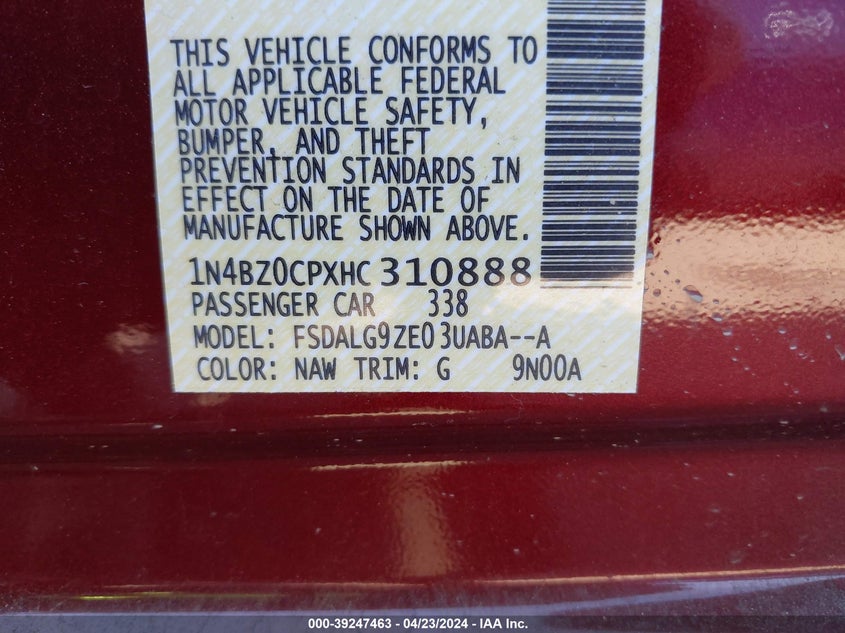 THIS VEHICLE CONFORMS TO
ALL APPLICABLE FEDERAL
MOTOR VEHICLE SAFETY,
BUMPER, AND THEFT
PREVENTION STANDARDS IN
EFFECT ON THE DATE OF
MANUFACTURE SHOWN ABOVE.
1N4BZ0CPXHC310888
PASSENGER CAR 338
MODEL: FSDALG9ZE03UABA--A
COLOR: NAW TRIM: G 9N00A
000-39247463 - 04/23/2024 - IAA Inc.